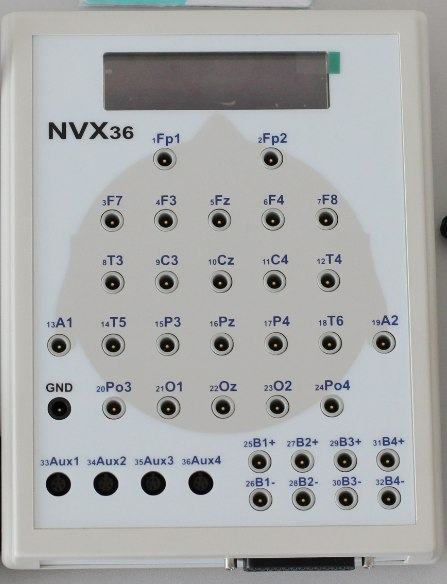 NVX36
1Fp1 2Fp2
3F7 4F3 5Fz 6F4 7F8
8T3 9C3 10Cz 11C4 12T4
13A1 14T5 15P3 16Pz 17P4 18T6 19A2
GND 20Po3 21O1 22Oz 23O2 24Po4
25B1+ 27B2+ 29B3+ 31B4+
33Aux1 34Aux2 35Aux3 36Aux4
26B1- 28B2- 30B3- 32B4-